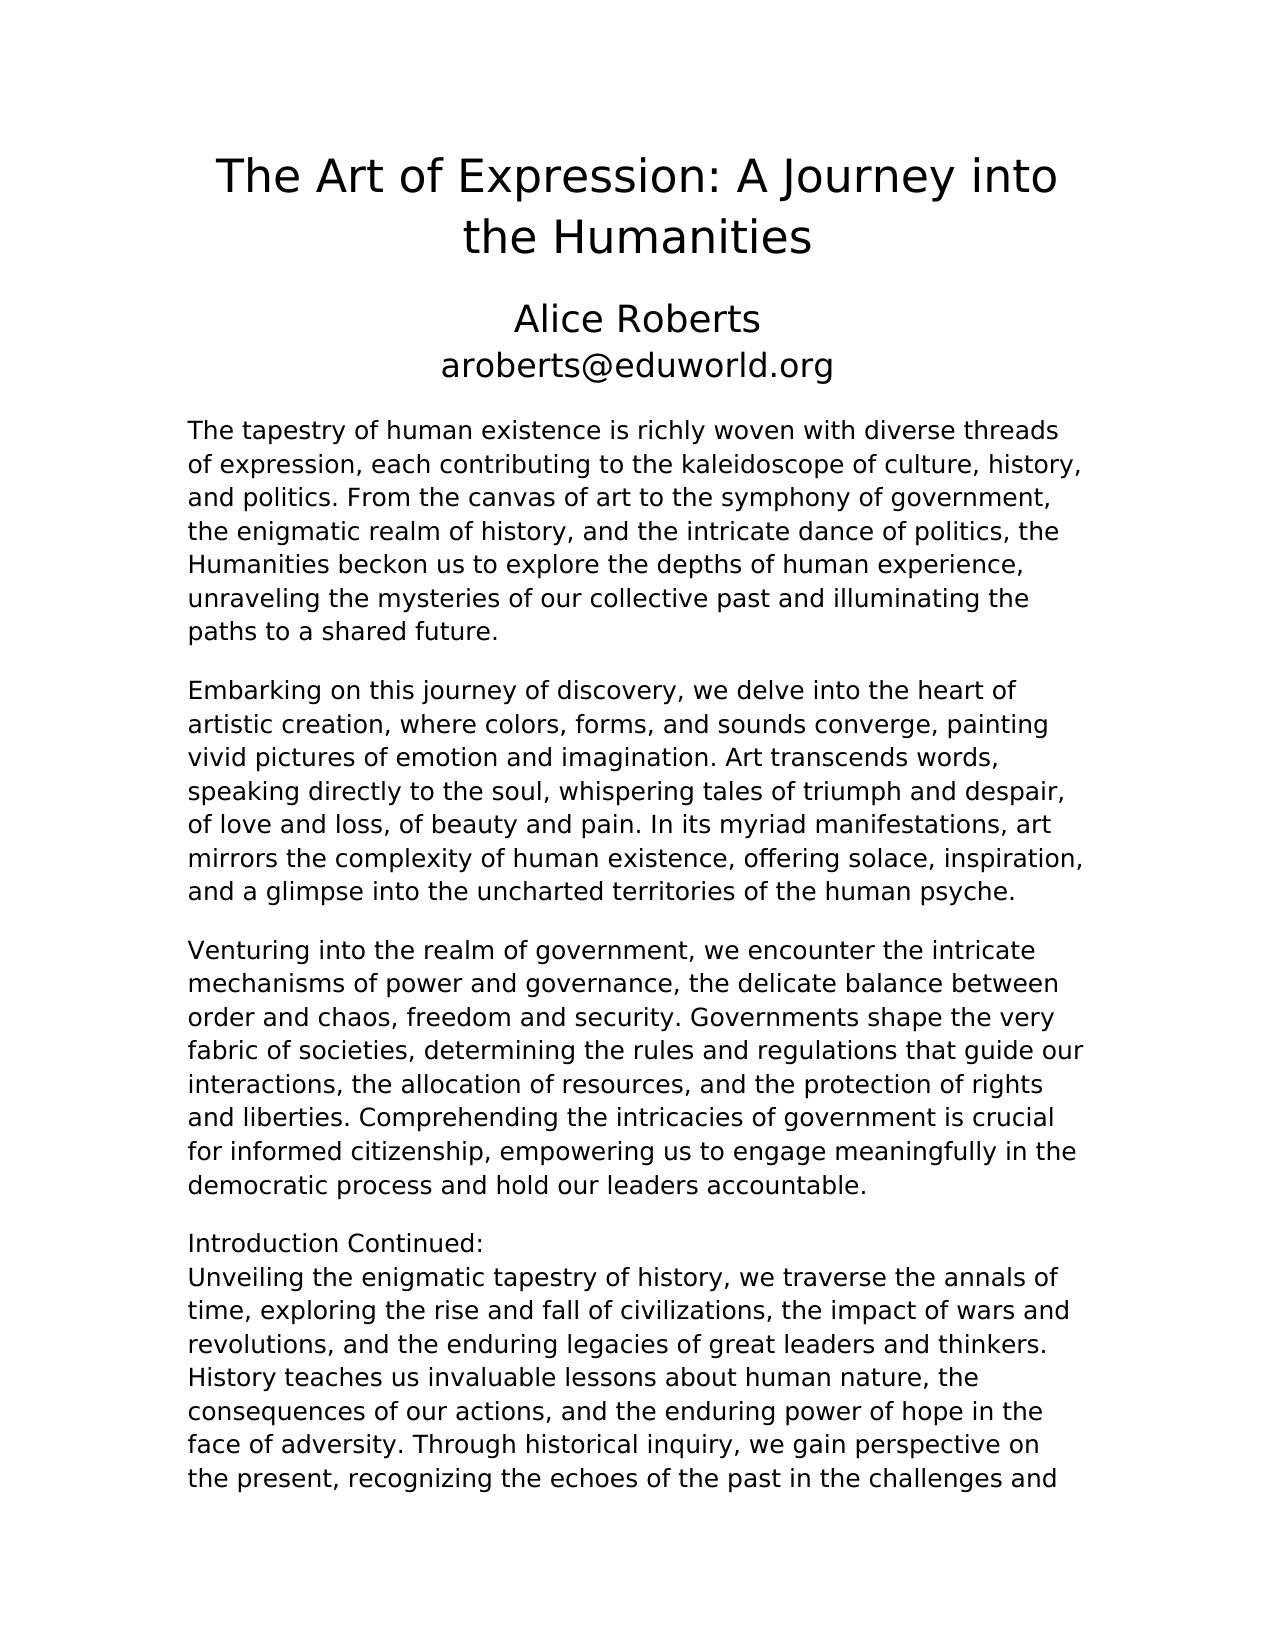 The Art of Expression: A Journey into
the Humanities
Alice Roberts
aroberts@eduworld.org
The tapestry of human existence is richly woven with diverse threads
of expression, each contributing to the kaleidoscope of culture, history,
and politics. From the canvas of art to the symphony of government,
the enigmatic realm of history, and the intricate dance of politics, the
Humanities beckon us to explore the depths of human experience,
unraveling the mysteries of our collective past and illuminating the
paths to a shared future.
Embarking on this journey of discovery, we delve into the heart of
artistic creation, where colors, forms, and sounds converge, painting
vivid pictures of emotion and imagination. Art transcends words,
speaking directly to the soul, whispering tales of triumph and despair,
of love and loss, of beauty and pain. In its myriad manifestations, art
mirrors the complexity of human existence, offering solace, inspiration,
and a glimpse into the uncharted territories of the human psyche.
Venturing into the realm of government, we encounter the intricate
mechanisms of power and governance, the delicate balance between
order and chaos, freedom and security. Governments shape the very
fabric of societies, determining the rules and regulations that guide our
interactions, the allocation of resources, and the protection of rights
and liberties. Comprehending the intricacies of government is crucial
for informed citizenship, empowering us to engage meaningfully in the
democratic process and hold our leaders accountable.
Introduction Continued:
Unveiling the enigmatic tapestry of history, we traverse the annals of
time, exploring the rise and fall of civilizations, the impact of wars and
revolutions, and the enduring legacies of great leaders and thinkers.
History teaches us invaluable lessons about human nature, the
consequences of our actions, and the enduring power of hope in the
face of adversity. Through historical inquiry, we gain perspective on
the present, recognizing the echoes of the past in the challenges and